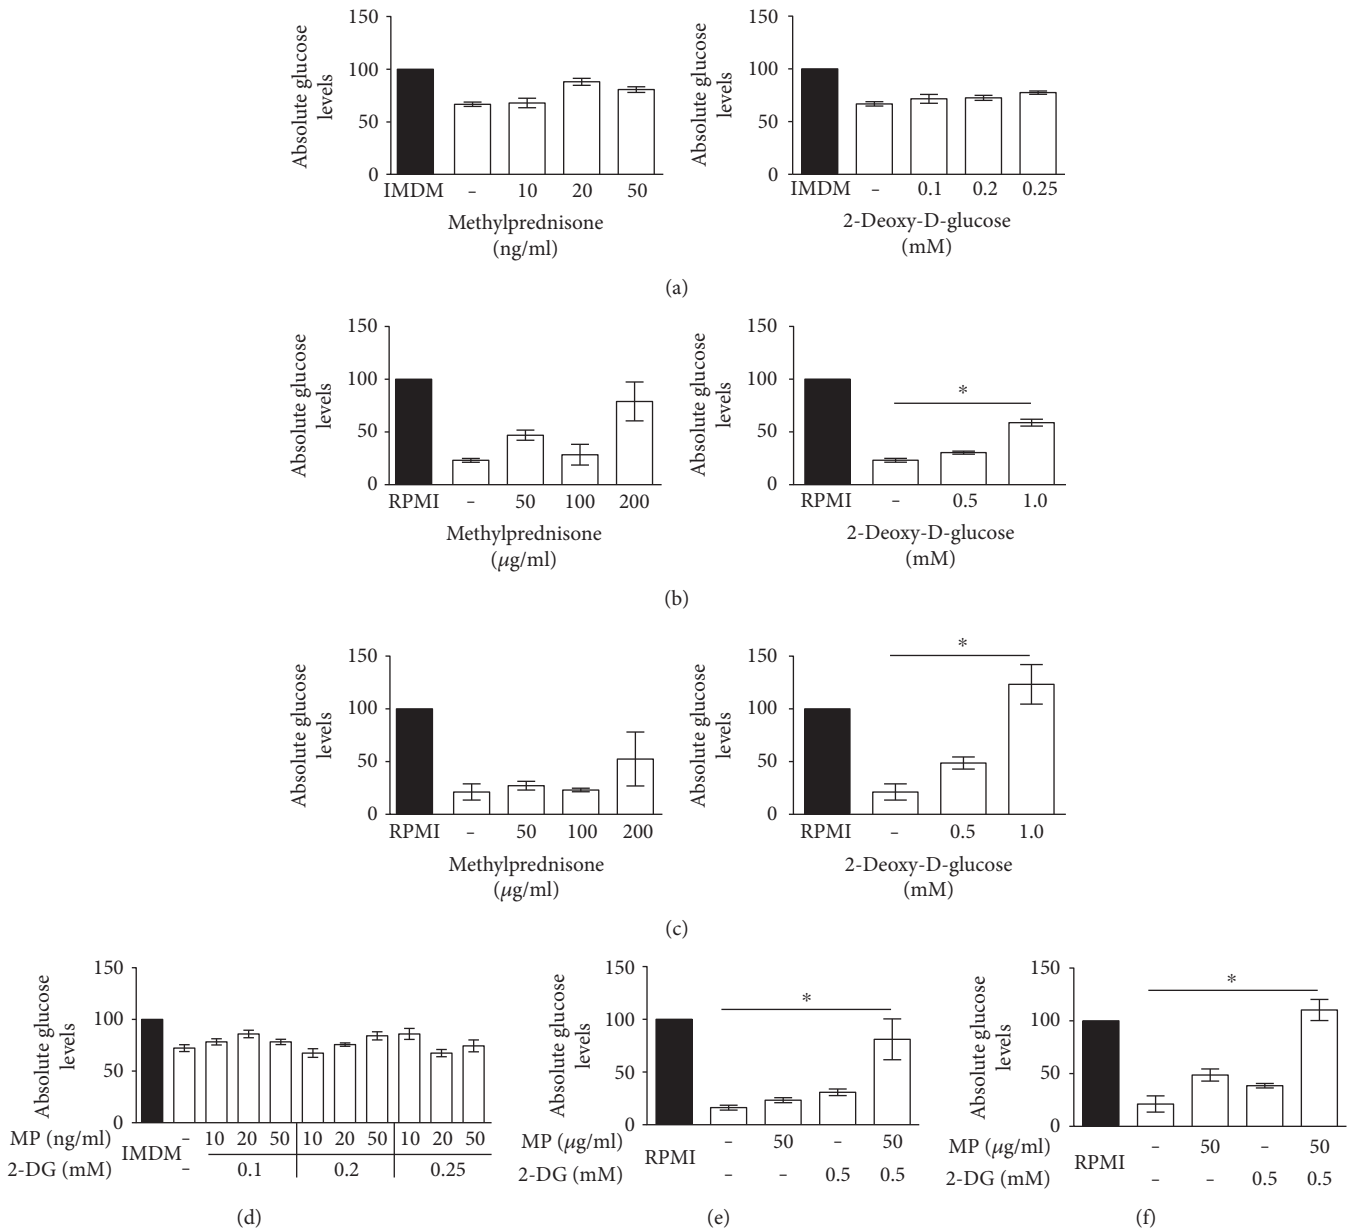 Absolute glucose
levels
150
100
50
0
IMDM – 10 20 50
Methylprednisone
(ng/ml)
Absolute glucose
levels
150
100
50
0
IMDM – 0.1 0.2 0.25
2-Deoxy-D-glucose
(mM)
(a)
Absolute glucose
levels
150
100
50
0
RPMI – 50 100 200
Methylprednisone
(μg/ml)
Absolute glucose
levels
150
100
50
0
*
RPMI – 0.5 1.0
2-Deoxy-D-glucose
(mM)
(b)
Absolute glucose
levels
150
100
50
0
RPMI – 50 100 200
Methylprednisone
(μg/ml)
Absolute glucose
levels
150
100
50
0
*
RPMI – 0.5 1.0
2-Deoxy-D-glucose
(mM)
(c)
Absolute glucose
levels
150
100
50
0
MP (ng/ml) – 10 20 50 10 20 50 10 20 50
IMDM
2-DG (mM) – 0.1 0.2 0.25
(d)
Absolute glucose
levels
150
100
50
0
*
MP (μg/ml) – 50 – 50
RPMI
2-DG (mM) – – 0.5 0.5
(e)
Absolute glucose
levels
150
100
50
0
*
MP (μg/ml) – 50 – 50
RPMI
2-DG (mM) – – 0.5 0.5
(f)